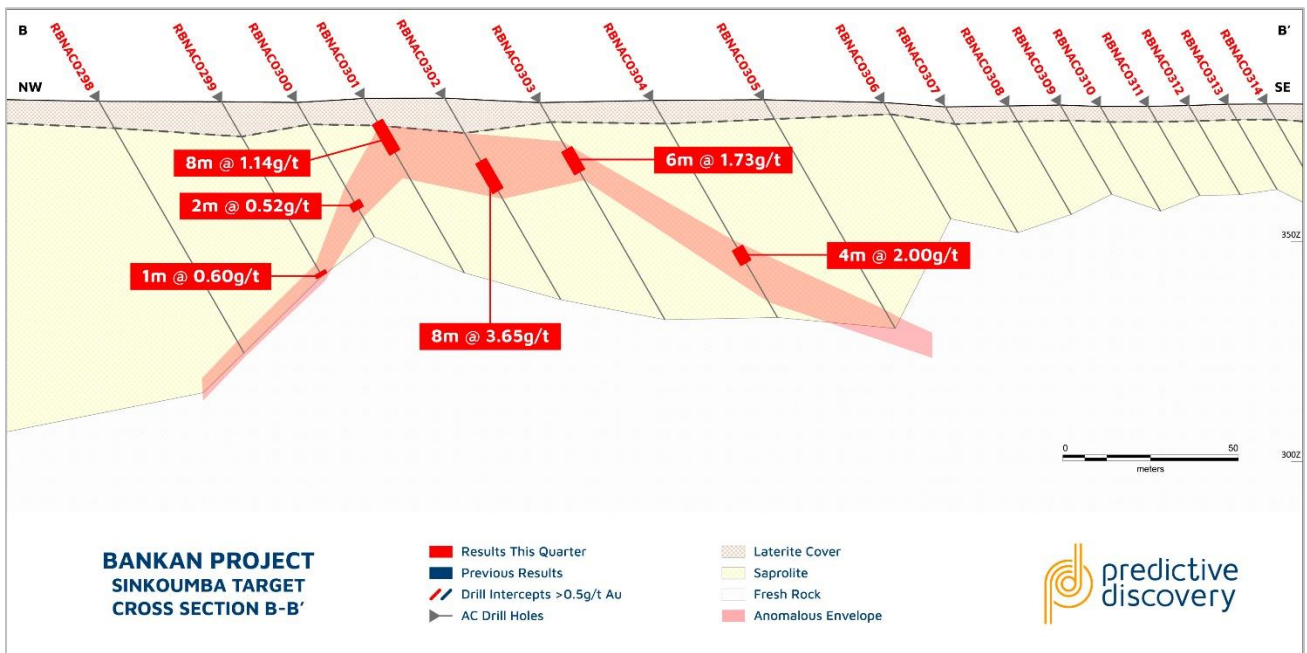 B
B'
NW
SE
RBNAC0298
RBNAC0299
RBNAC0300
RBNAC0301
RBNAC0302
RBNAC0303
RBNAC0304
RBNAC0305
RBNAC0306
RBNAC0307
RBNAC0308
RBNAC0309
RBNAC0310
RBNAC0311
RBNAC0312
RBNAC0313
RBNAC0314
8m @ 1.14g/t
6m @ 1.73g/t
2m @ 0.52g/t
350Z
4m @ 2.00g/t
1m @ 0.60g/t
8m @ 3.65g/t
0 50
meters
300Z
BANKAN PROJECT
SINKOUMBA TARGET
CROSS SECTION B-B'
Results This Quarter
Previous Results
Drill Intercepts >0.5g/t Au
AC Drill Holes
Laterite Cover
Saprolite
Fresh Rock
Anomalous Envelope
predictive
discovery